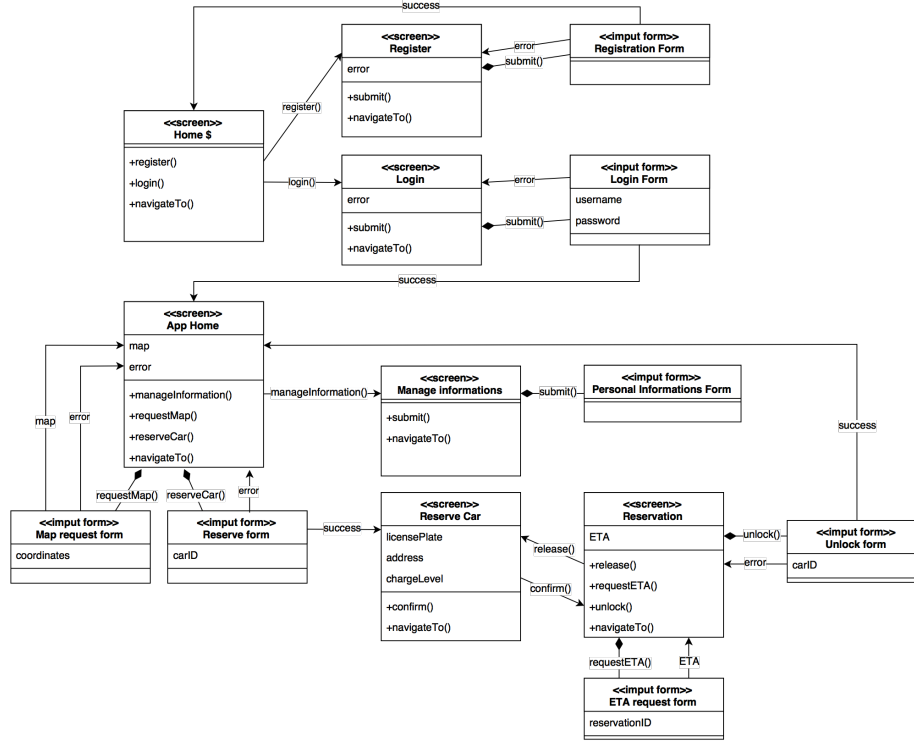 success
<<screen>>
Register
error
+submit()
+navigateTo()
error
submit()
<<input form>>
Registration Form
register()
<<screen>>
Home $
+register()
+login()
+navigateTo()
login()
<<screen>>
Login
error
+submit()
+navigateTo()
error
submit()
<<input form>>
Login Form
username
password
success
<<screen>>
App Home
map
error
+manageInformation()
+requestMap()
+reserveCar()
+navigateTo()
manageInformation()
<<screen>>
Manage informations
+submit()
+navigateTo()
submit()
<<imput form>>
Personal Informations Form
map
error
success
requestMap()
reserveCar()
error
<<imput form>>
Map request form
coordinates
<<imput form>>
Reserve form
carID
success
<<screen>>
Reserve Car
licensePlate
address
chargeLevel
+confirm()
+navigateTo()
release()
confirm()
<<screen>>
Reservation
ETA
+release()
+requestETA()
+unlock()
+navigateTo()
unlock()
error
<<imput form>>
Unlock form
carID
requestETA()
ETA
<<imput form>>
ETA request form
reservationID